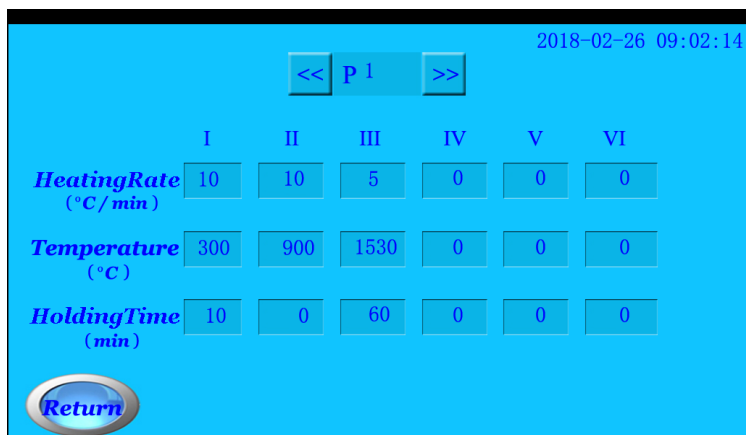 2018-02-26 09:02:14
<< P 1 >>
I II III IV V VI
HeatingRate 10 10 5 0 0 0
(°C/min)
Temperature 300 900 1530 0 0 0
(°C)
HoldingTime 10 0 60 0 0 0
(min)
Return